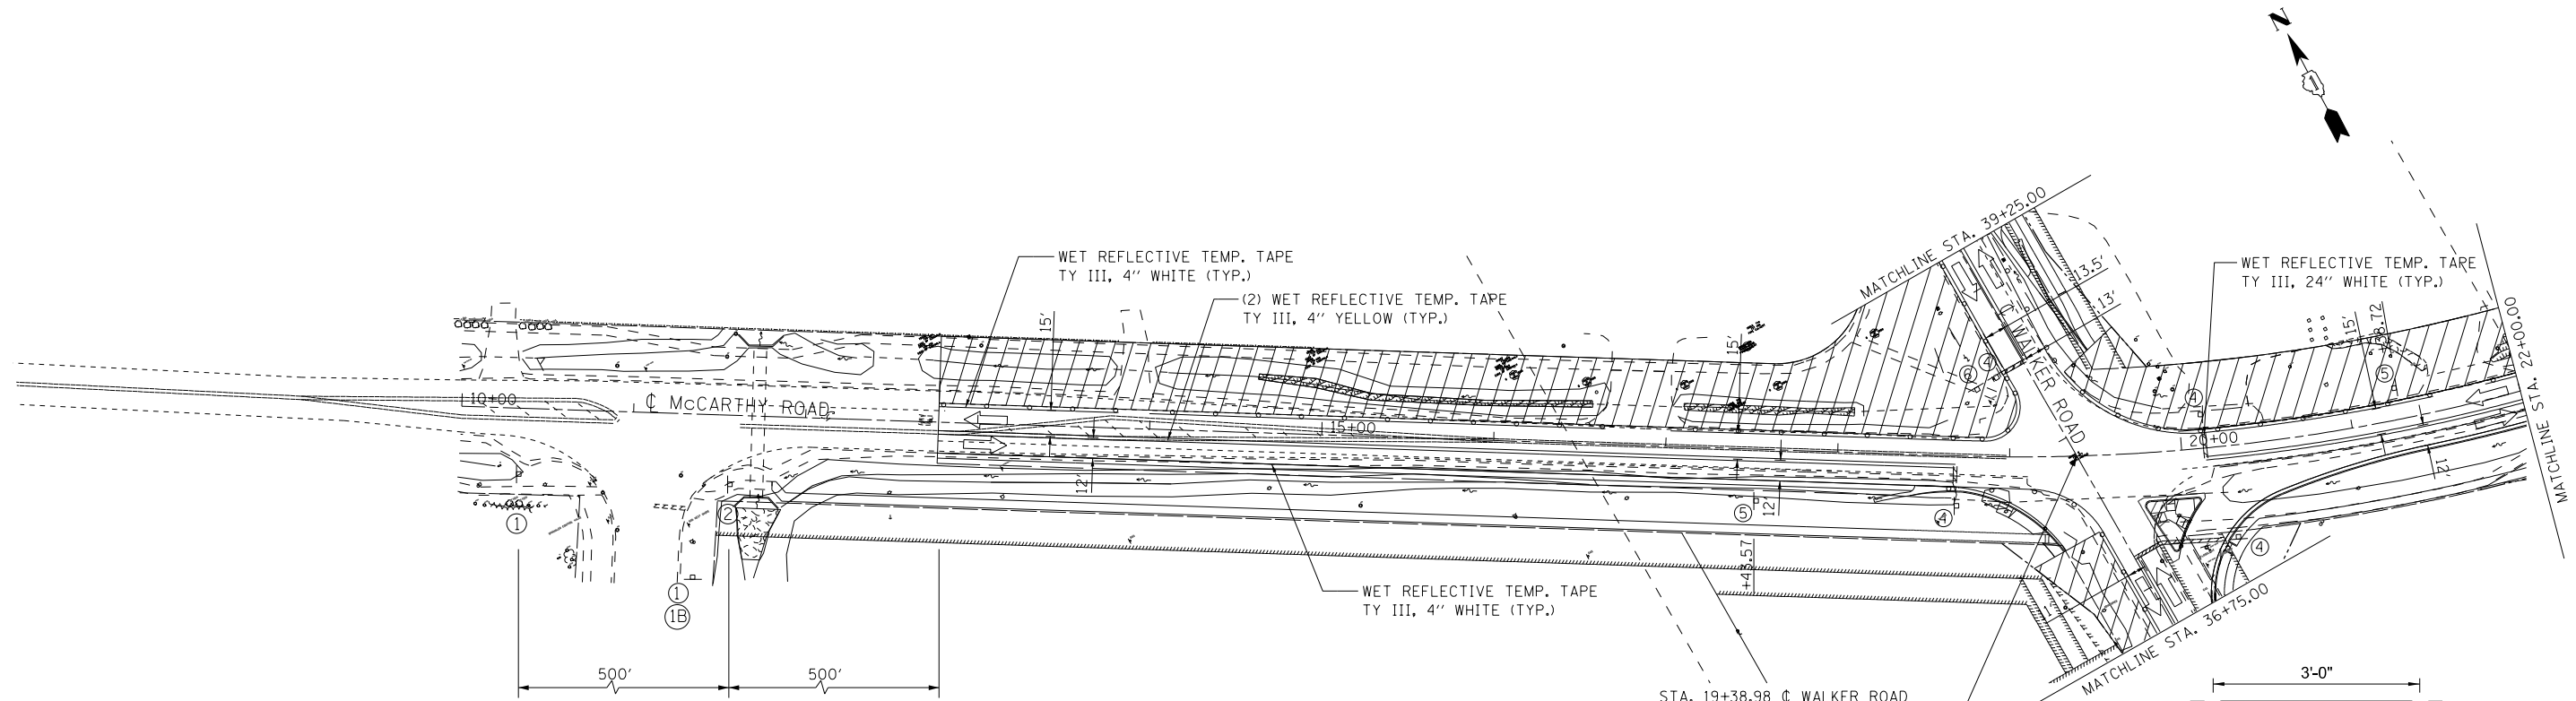 N
1
MATCHLINE STA. 39+25.00
WET REFLECTIVE TEMP. TAPE
TY III, 4'' WHITE (TYP.)
(2) WET REFLECTIVE TEMP. TAPE
TY III, 4'' YELLOW (TYP.)
WET REFLECTIVE TEMP. TAPE
TY III, 24'' WHITE (TYP.)
13.5'
13'
15'
15'
15'
+38.72
MATCHLINE STA. 22+00.00
℄ WALKER ROAD
4
6
4
5
10+00
℄ McCARTHY ROAD
15+00
20+00
12'
12'
12'
1
2
5
4
4
1
1B
+43.57
WET REFLECTIVE TEMP. TAPE
TY III, 4'' WHITE (TYP.)
MATCHLINE STA. 36+75.00
500'
500'
3'-0"
STA. 19+38.98 ℄ WALKER ROAD